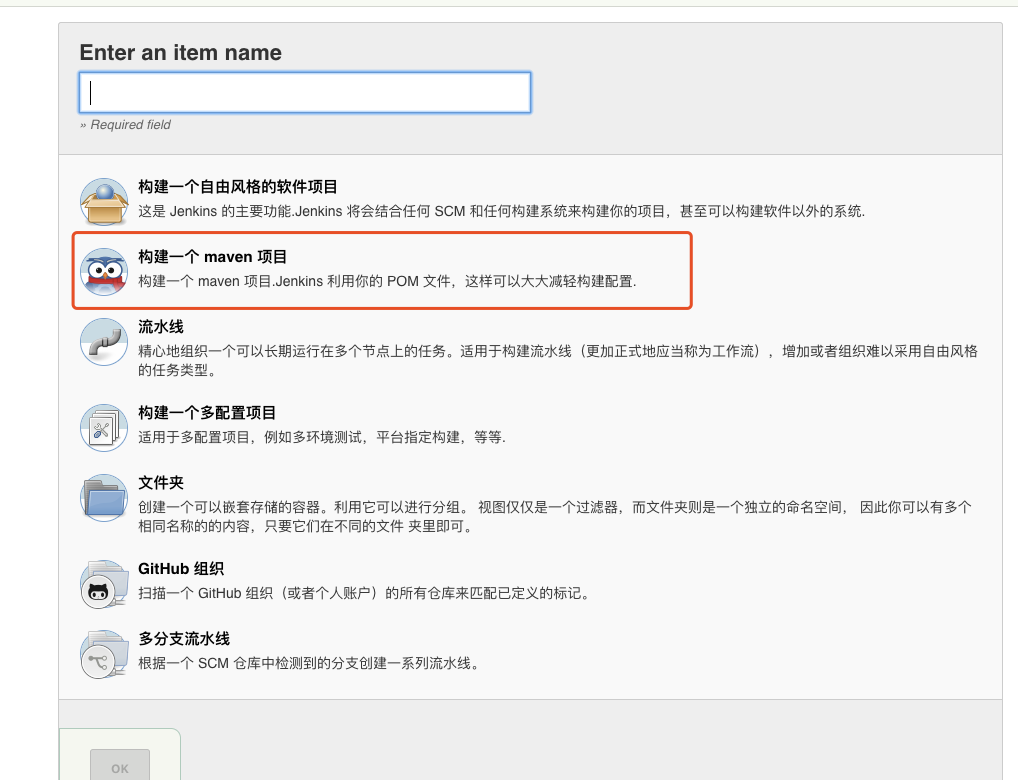 Enter an item name
» Required field
构建一个自由风格的软件项目
这是 Jenkins 的主要功能.Jenkins 将会结合任何 SCM 和任何构建系统来构建你的项目，甚至可以构建软件以外的系统.
构建一个 maven 项目
构建一个 maven 项目.Jenkins 利用你的 POM 文件，这样可以大大减轻构建配置.
流水线
精心地组织一个可以长期运行在多个节点上的任务。适用于构建流水线（更加正式地应当称为工作流），增加或者组织难以采用自由风格
的任务类型。
构建一个多配置项目
适用于多配置项目，例如多环境测试，平台指定构建，等等.
文件夹
创建一个可以嵌套存储的容器。利用它可以进行分组。 视图仅仅是一个过滤器，而文件夹则是一个独立的命名空间， 因此你可以有多个
相同名称的的内容，只要它们在不同的文件 夹里即可。
GitHub 组织
扫描一个 GitHub 组织（或者个人账户）的所有仓库来匹配已定义的标记。
多分支流水线
根据一个 SCM 仓库中检测到的分支创建一系列流水线。
OK